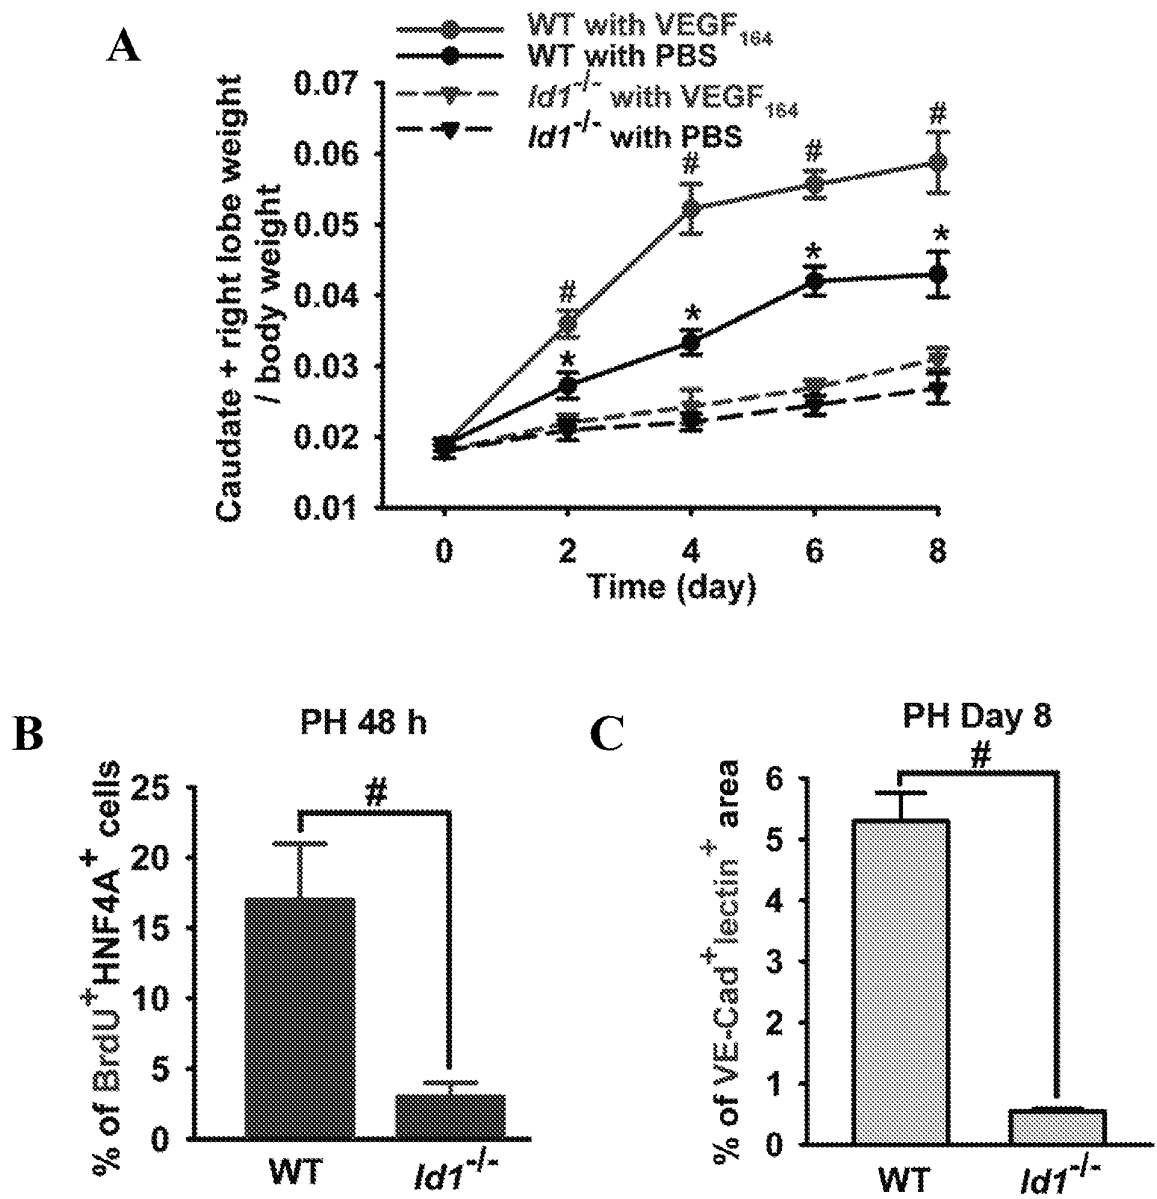 A
WT with VEGF164
WT with PBS
Id1-/- with VEGF164
Id1-/- with PBS
Caudate + right lobe weight
/ body weight
0.07
0.06
0.05
0.04
0.03
0.02
0.01
# # # #
* * * *
0 2 4 6 8
Time (day)
B
PH 48 h
% of BrdU+HNF4A+ cells
25
20
15
10
5
0
#
WT Id1-/-
C
PH Day 8
% of VE-Cad+lectin+ area
6
5
4
3
2
1
0
#
WT Id1-/-